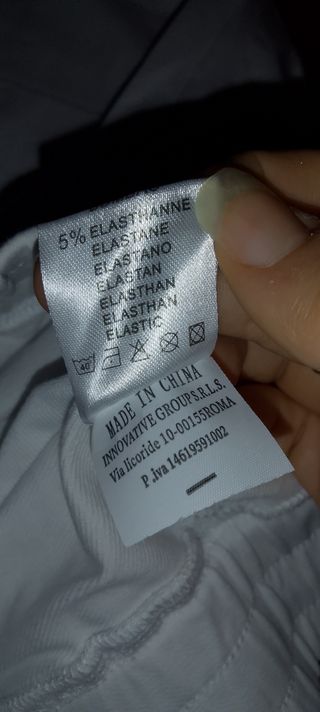 5% ELASTHANNE
ELASTANE
ELASTANO
ELASTAN
ELASTHAN
ELASTHAN
ELASTIC
40
MADE IN CHINA
INNOVATIVE GROUP S.R.L.S.
Via licoride 10-00155ROMA
P.iva 14619591002